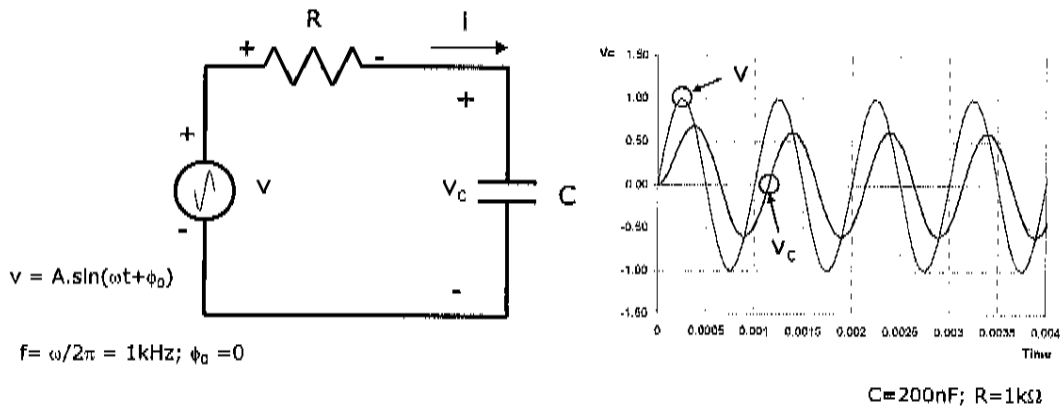 R
i
+
-
+
+
v
Vc
C
-
-
v = A.sin(ωt+ϕ₀)
f= ω/2π = 1kHz; ϕ₀ =0
Vc
1.50
1.00
0.50
0.00
-0.50
-1.00
-1.50
V
Vc
0 0.0005 0.001 0.0015 0.002 0.0025 0.003 0.0035 0.004
Time
C=200nF; R=1kΩ